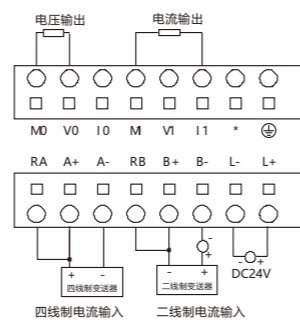 电压输出 电流输出
M0 V0 I0 MI V1 I1 *
RA A+ A- RB B+ B- L- L+
+ - - + - +
- +
DC24V
四线制变送器 二线制变送器
四线制电流输入 二线制电流输入